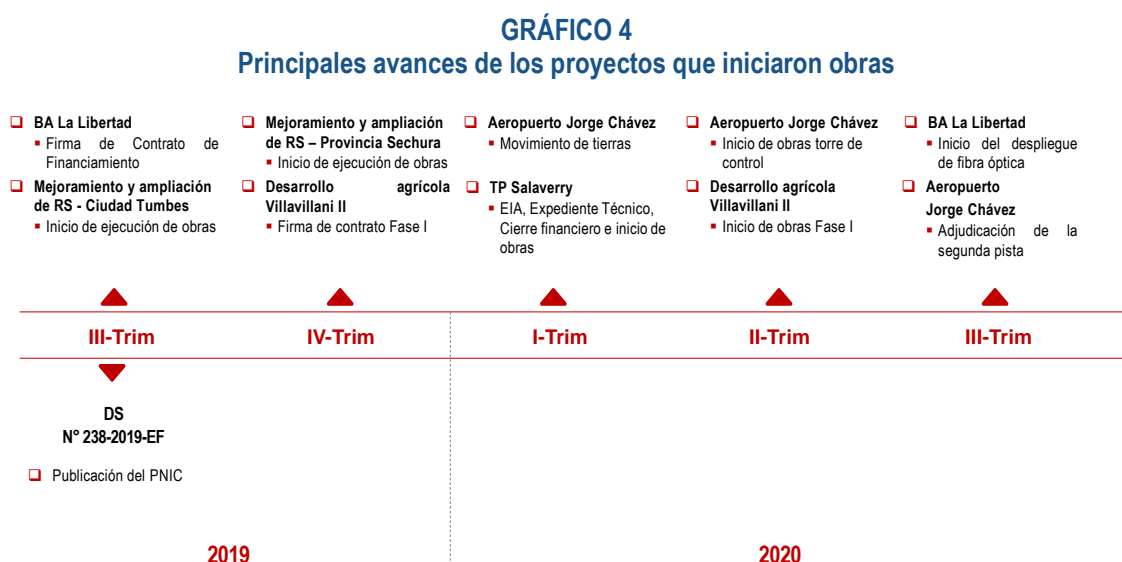 GRÁFICO 4
Principales avances de los proyectos que iniciaron obras
BA La Libertad
Firma de Contrato de
Financiamiento
Mejoramiento y ampliación
de RS - Ciudad Tumbes
Inicio de ejecución de obras
Mejoramiento y ampliación
de RS – Provincia Sechura
Inicio de ejecución de obras
Desarrollo agrícola
Villavillani II
Firma de contrato Fase I
Aeropuerto Jorge Chávez
Movimiento de tierras
TP Salaverry
EIA, Expediente Técnico,
Cierre financiero e inicio de
obras
Aeropuerto Jorge Chávez
Inicio de obras torre de
control
Desarrollo agrícola
Villavillani II
Inicio de obras Fase I
BA La Libertad
Inicio del despliegue
de fibra óptica
Aeropuerto
Jorge Chávez
Adjudicación de la
segunda pista
III-Trim
IV-Trim
I-Trim
II-Trim
III-Trim
DS
N° 238-2019-EF
Publicación del PNIC
2019
2020